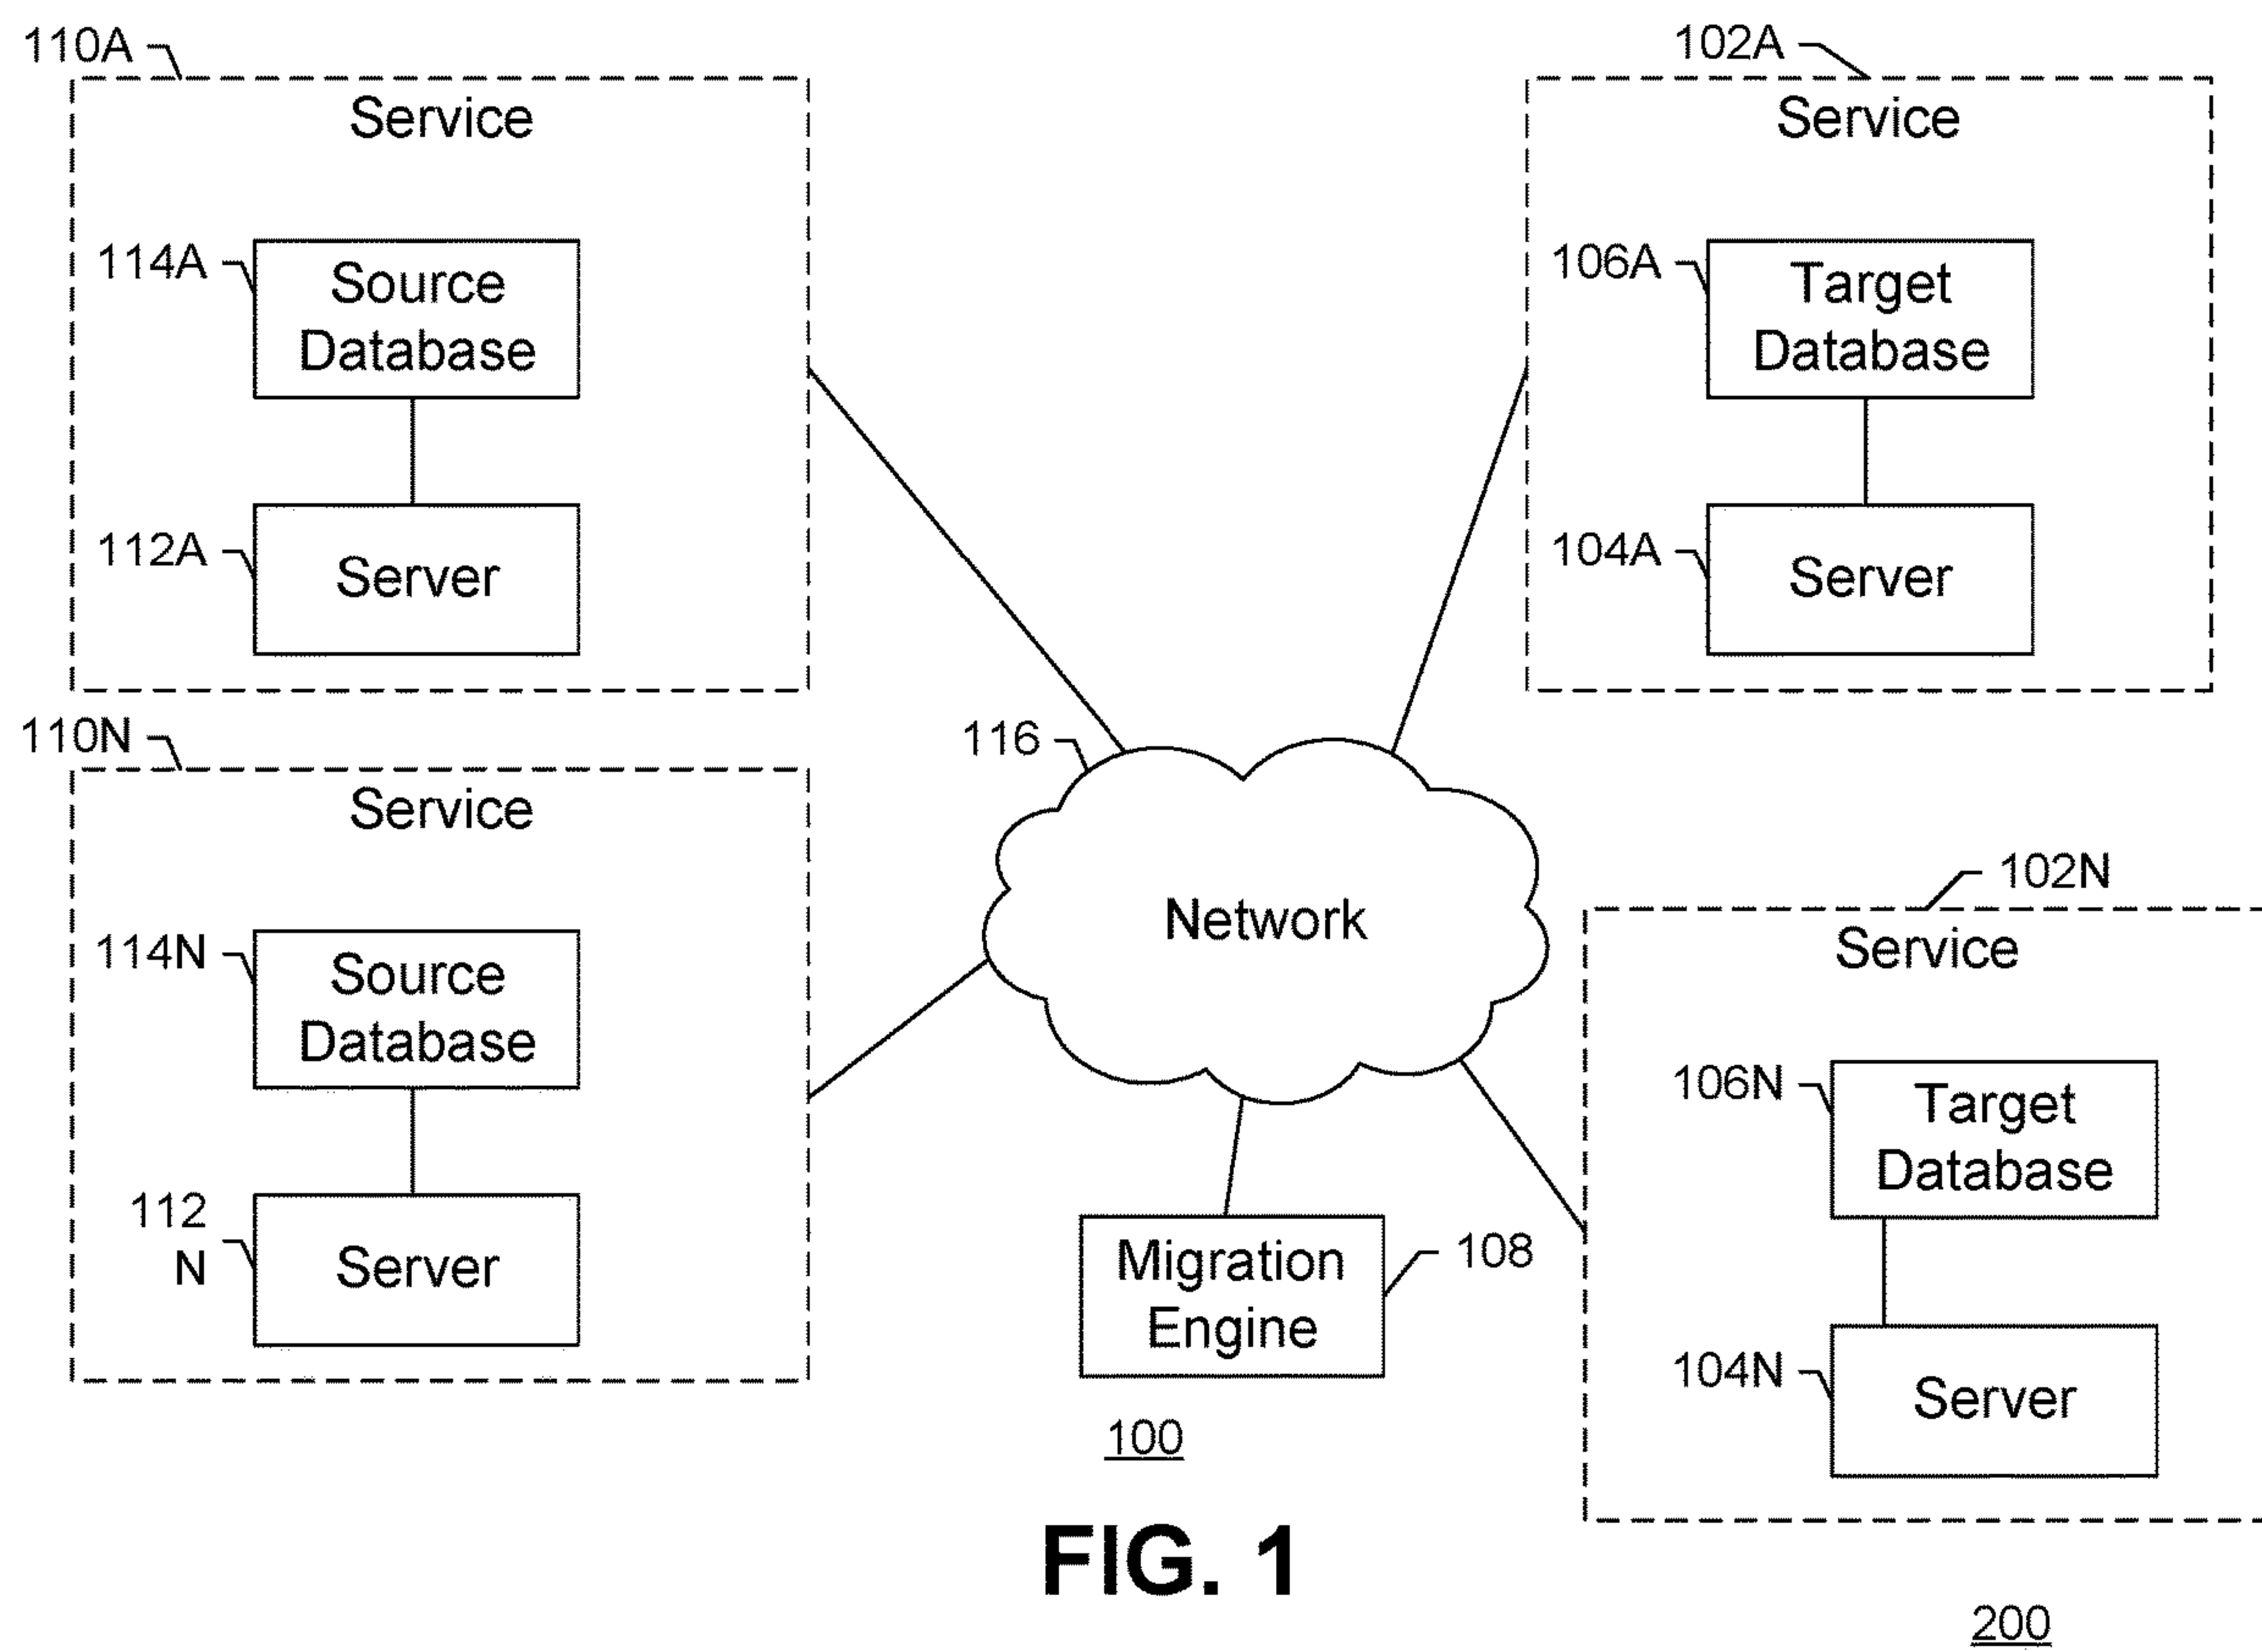 110A
Service
114A
Source
Database
112A
Server
102A
Service
106A
Target
Database
104A
Server
110N
Service
114N
Source
Database
112
N
Server
116
Network
102N
Service
106N
Target
Database
104N
Server
Migration
Engine
108
100
FIG. 1
200